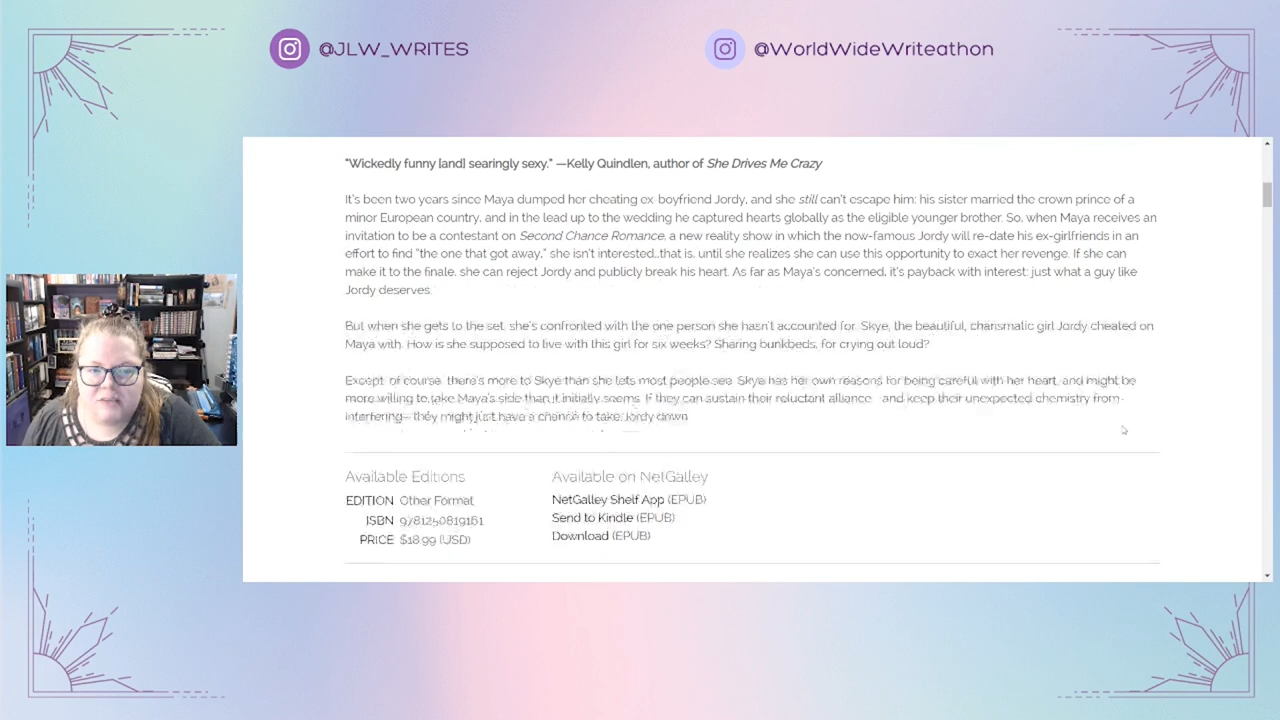 @JLW_WRITES
@WorldWideWriteathon
"Wickedly funny [and] searingly sexy." —Kelly Quindlen, author of She Drives Me Crazy
It's been two years since Maya dumped her cheating ex-boyfriend Jordy, and she still can't escape him: his sister married the crown prince of a
minor European country, and in the lead up to the wedding he captured hearts globally as the eligible younger brother. So, when Maya receives an
invitation to be a contestant on Second Chance Romance, a new reality show in which the now-famous Jordy will re-date his ex-girlfriends in an
effort to find "the one that got away," she isn't interested...that is, until she realizes she can use this opportunity to exact her revenge. If she can
make it to the finale, she can reject Jordy and publicly break his heart. As far as Maya's concerned, it's payback with interest: just what a guy like
Jordy deserves.
But when she gets to the set, she's confronted with the one person she hasn't accounted for. Skye, the beautiful, charismatic girl Jordy cheated on
Maya with. How is she supposed to live with this girl for six weeks? Sharing bunkbeds, for crying out loud?
Except of course, there's more to Skye than she lets most people see. Skye has her own reasons for being careful with her heart, and might be
more willing to take Maya's side than it initially seems. If they can sustain their reluctant alliance—and keep their unexpected chemistry from
interfering—they might just have a chance to take Jordy down.
Available Editions
Available on NetGalley
EDITION Other Format
NetGalley Shelf App (EPUB)
ISBN 9781250819161
Send to Kindle (EPUB)
PRICE $18.99 (USD)
Download (EPUB)